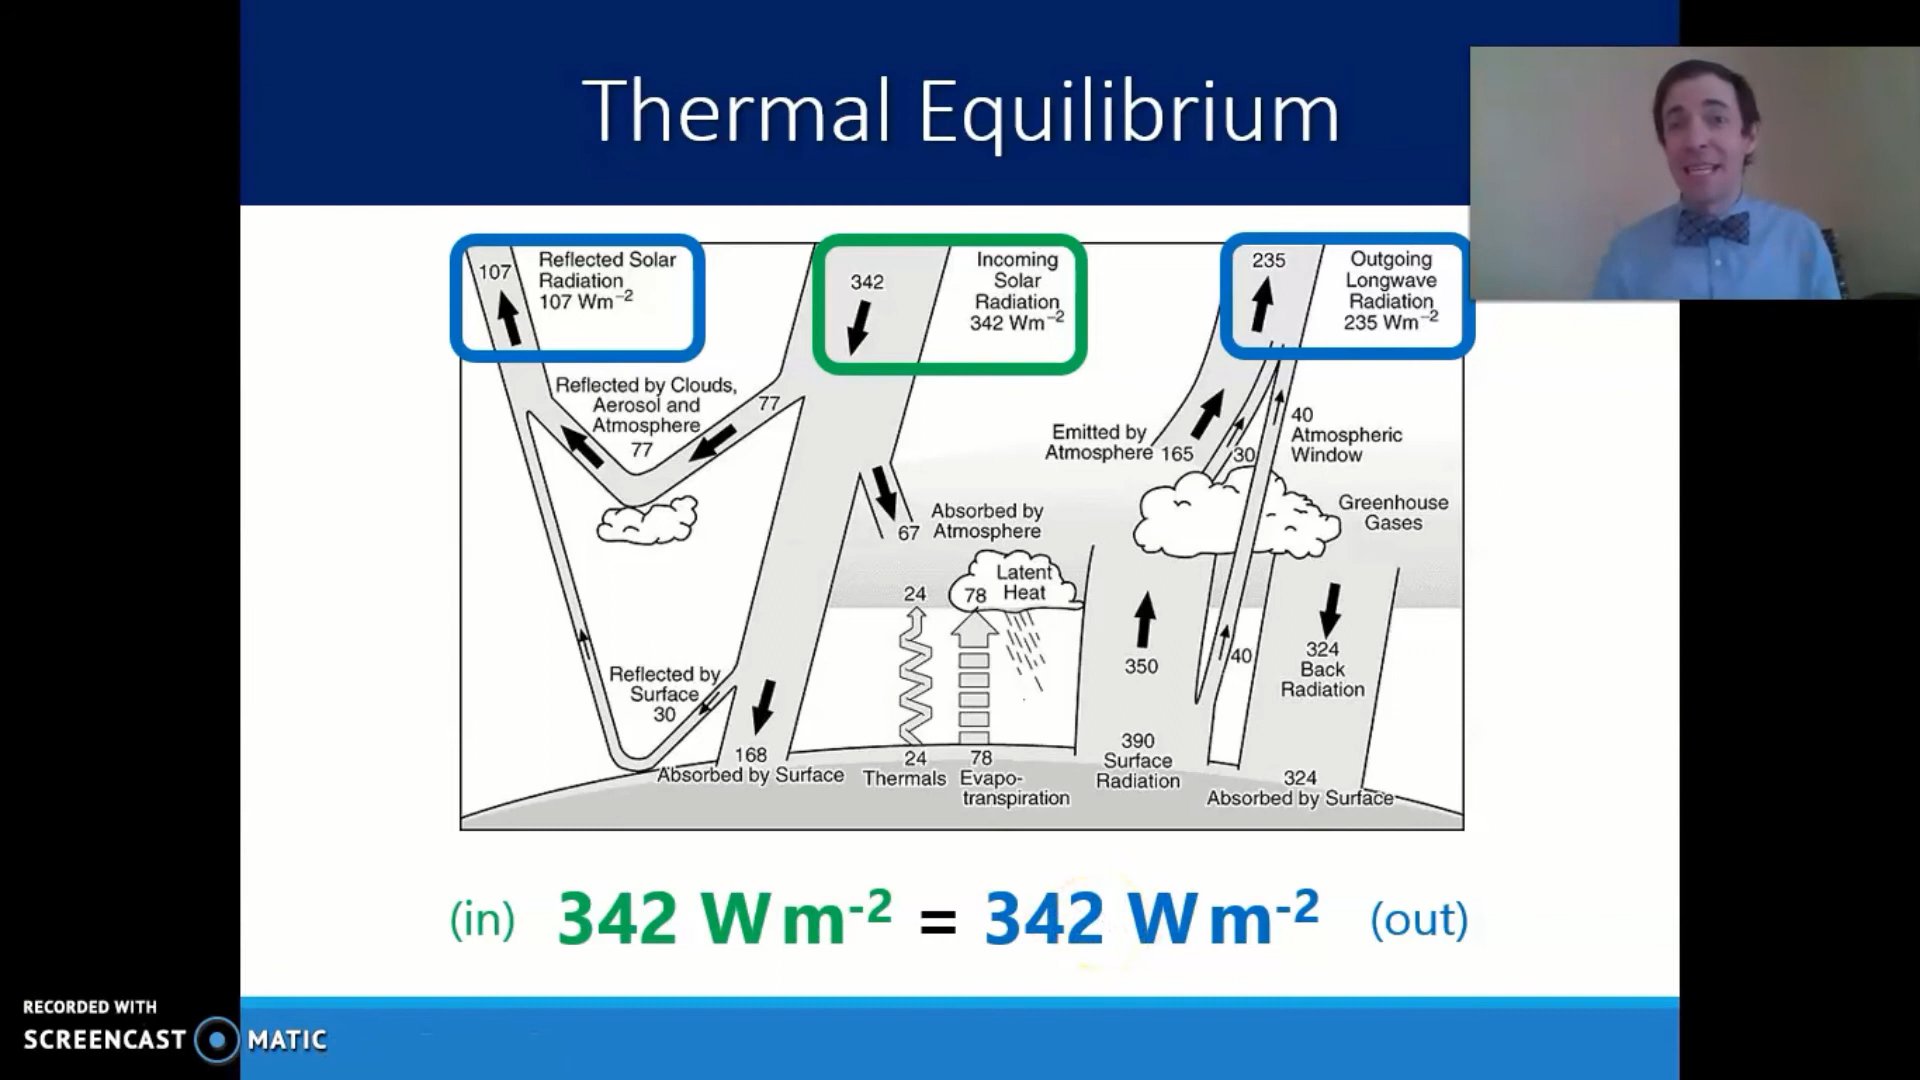 Thermal Equilibrium
107
Reflected Solar
Radiation
107 Wm⁻²
342
Incoming
Solar
Radiation
342 Wm⁻²
235
Outgoing
Longwave
Radiation
235 Wm⁻²
Reflected by Clouds,
Aerosol and
Atmosphere
77
77
Emitted by
Atmosphere 165
30
40
Atmospheric
Window
Greenhouse
Gases
67
Absorbed by
Atmosphere
24
78
Latent
Heat
350
40
324
Back
Radiation
Reflected by
Surface
30
168
Absorbed by Surface
24
Thermals
78
Evapo-
transpiration
390
Surface
Radiation
324
Absorbed by Surface
(in) 342 W m⁻² = 342 W m⁻² (out)
RECORDED WITH
SCREENCAST MATIC